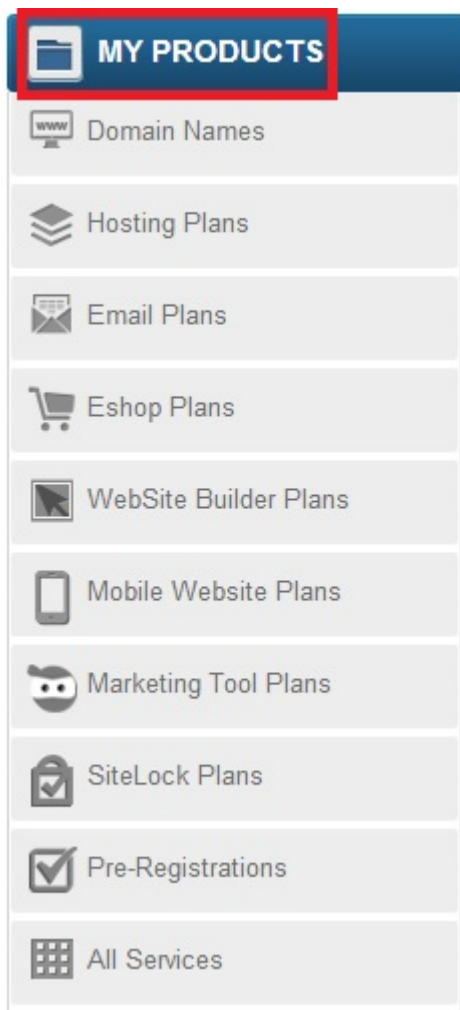 MY PRODUCTS
www
Domain Names
Hosting Plans
Email Plans
Eshop Plans
WebSite Builder Plans
Mobile Website Plans
Marketing Tool Plans
SiteLock Plans
Pre-Registrations
All Services